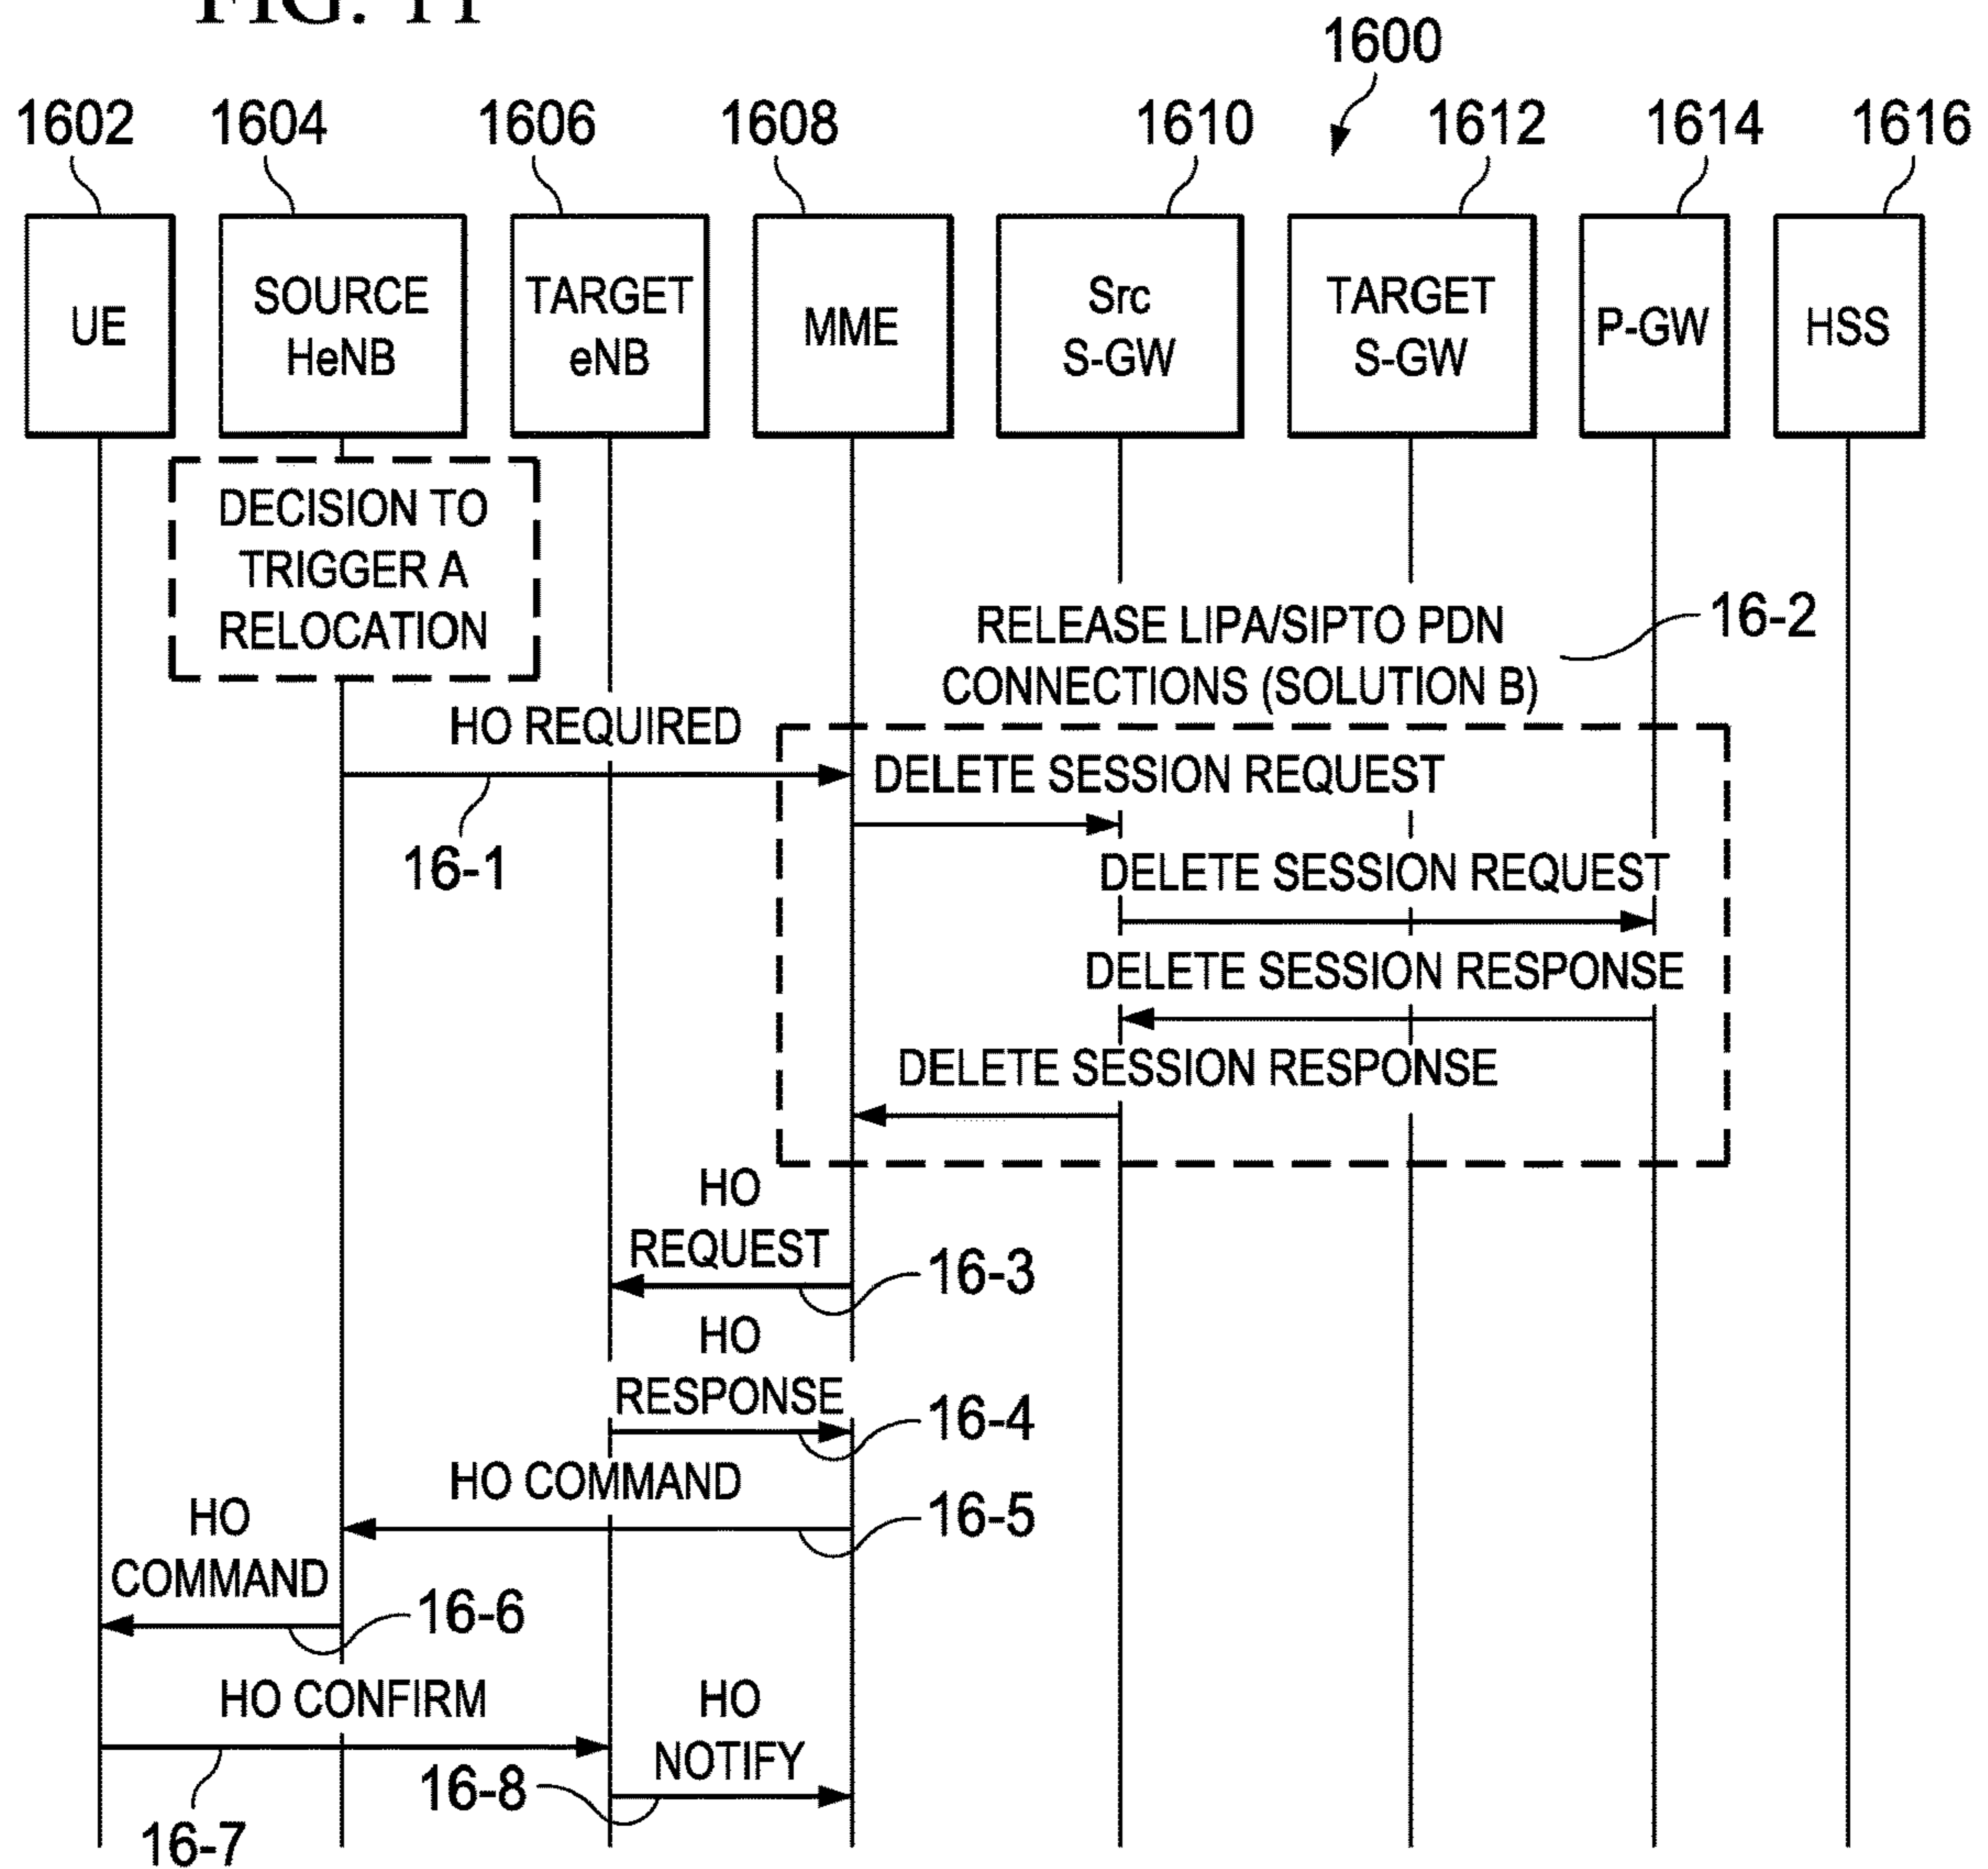 FIG. 11
1600
1602
1604
1606
1608
1610
1612
1614
1616
UE
SOURCE
HeNB
TARGET
eNB
MME
Src
S-GW
TARGET
S-GW
P-GW
HSS
DECISION TO
TRIGGER A
RELOCATION
RELEASE LIPA/SIPTO PDN
CONNECTIONS (SOLUTION B)
16-2
HO REQUIRED
16-1
DELETE SESSION REQUEST
DELETE SESSION REQUEST
DELETE SESSION RESPONSE
DELETE SESSION RESPONSE
HO
REQUEST
16-3
HO
RESPONSE
16-4
HO COMMAND
16-5
HO
COMMAND
16-6
HO CONFIRM
16-7
HO
NOTIFY
16-8